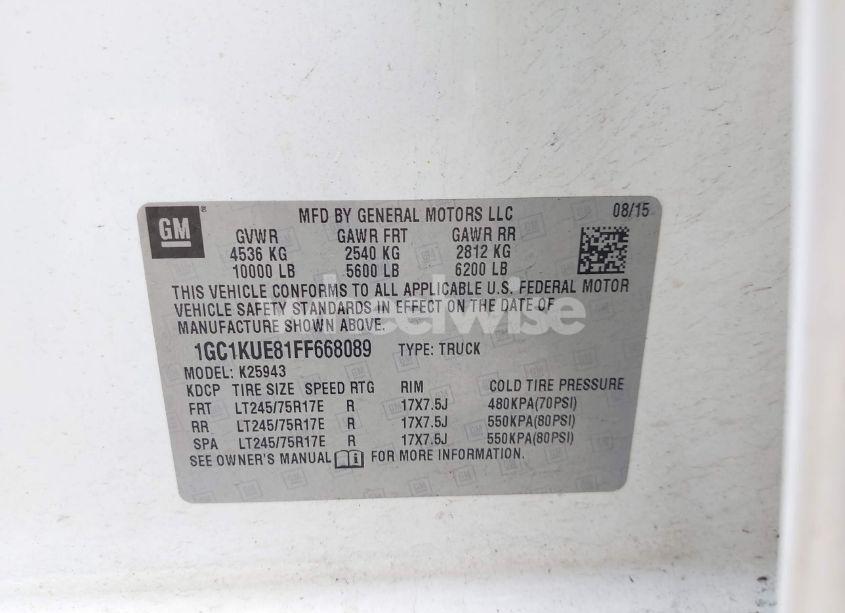 GM
MFD BY GENERAL MOTORS LLC 08/15
GVWR GAWR FRT GAWR RR
4536 KG 2540 KG 2812 KG
10000 LB 5600 LB 6200 LB
THIS VEHICLE CONFORMS TO ALL APPLICABLE U.S. FEDERAL MOTOR
VEHICLE SAFETY STANDARDS IN EFFECT ON THE DATE OF
MANUFACTURE SHOWN ABOVE.
wheelwise
1GC1KUE81FF668089 TYPE: TRUCK
MODEL: K25943
KDCP TIRE SIZE SPEED RTG RIM COLD TIRE PRESSURE
FRT LT245/75R17E R 17X7.5J 480KPA(70PSI)
RR LT245/75R17E R 17X7.5J 550KPA(80PSI)
SPA LT245/75R17E R 17X7.5J 550KPA(80PSI)
SEE OWNER'S MANUAL FOR MORE INFORMATION.